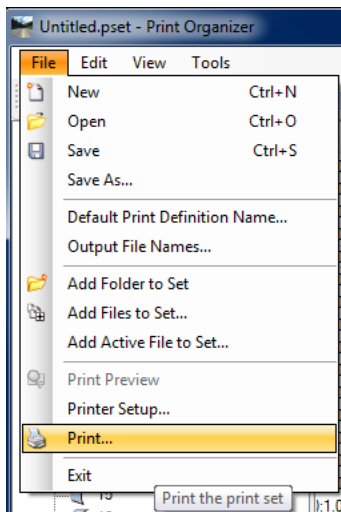 Untitled.pset - Print Organizer
File Edit View Tools
New Ctrl+N
Open Ctrl+O
Save Ctrl+S
Save As...
Default Print Definition Name...
Output File Names...
Add Folder to Set
Add Files to Set...
Add Active File to Set...
Print Preview
Printer Setup...
Print...
Exit
Print the print set